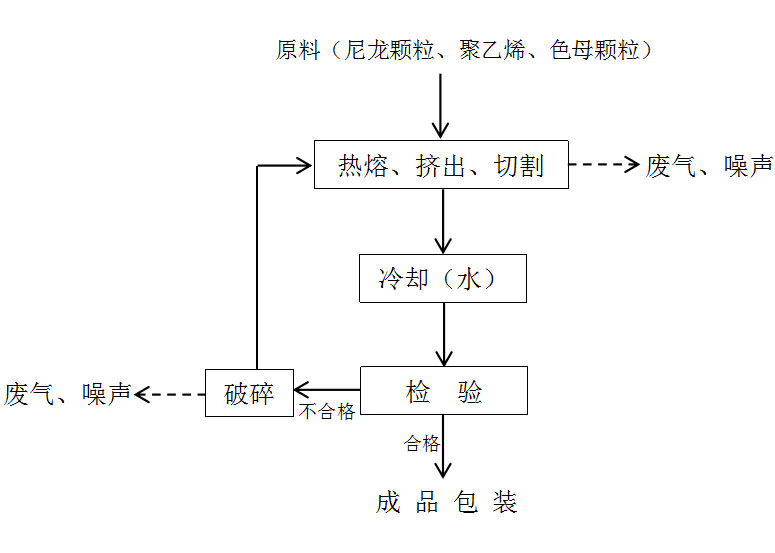 原料（尼龙颗粒、聚乙烯、色母颗粒）
热熔、挤出、切割
废气、噪声
冷却（水）
废气、噪声
破碎
不合格
检 验
合格
成 品 包 装